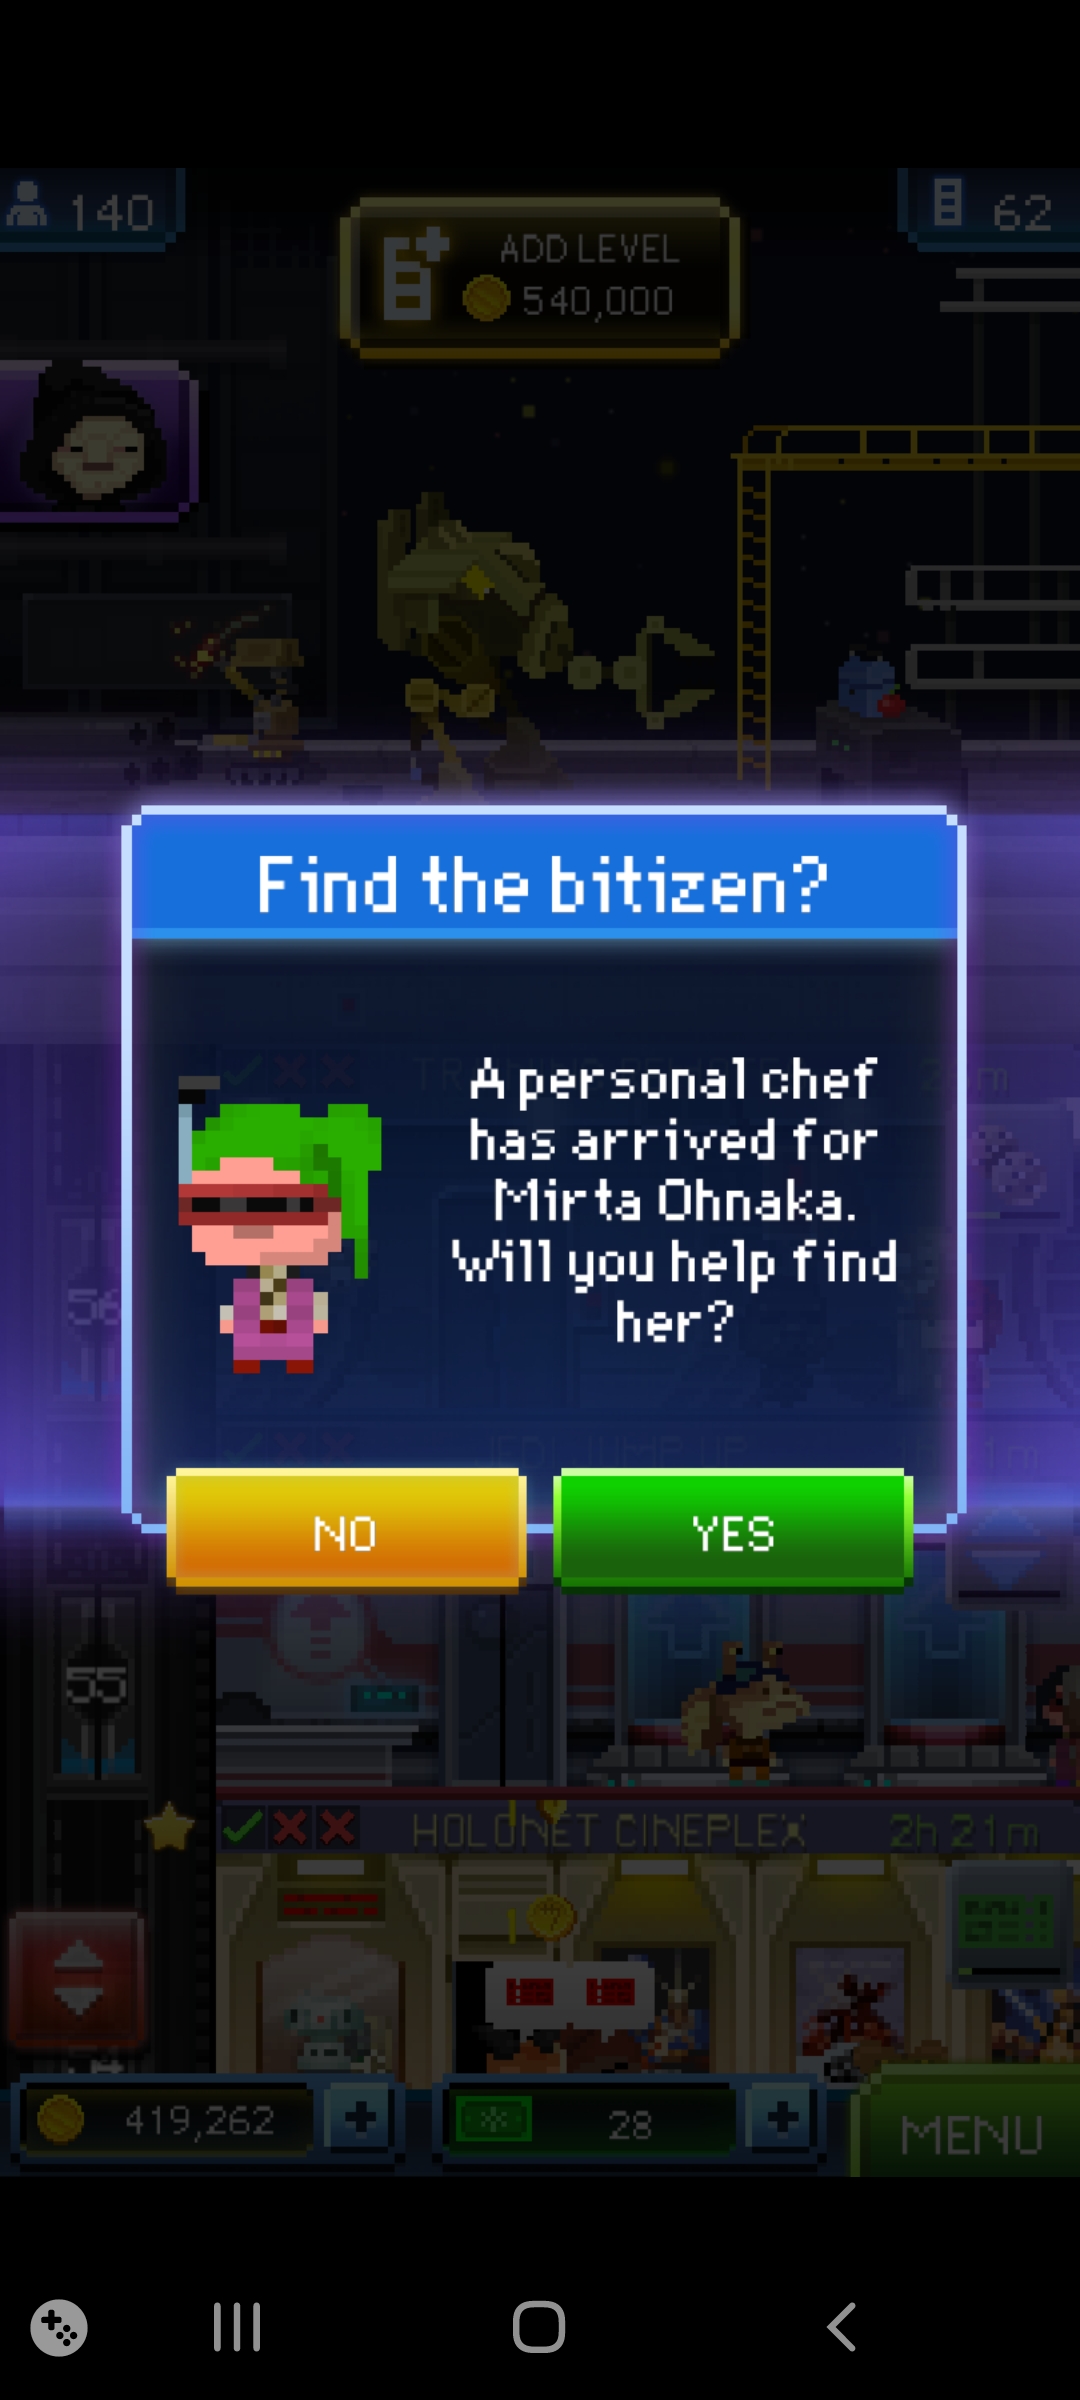 140
62
ADD LEVEL
540,000
Find the bitizen?
A personal chef
has arrived for
Mirta Ohnaka.
Will you help find
her?
56
NO
YES
55
HOLONET CINEPLEX
2h 21m
419,262
28
MENU